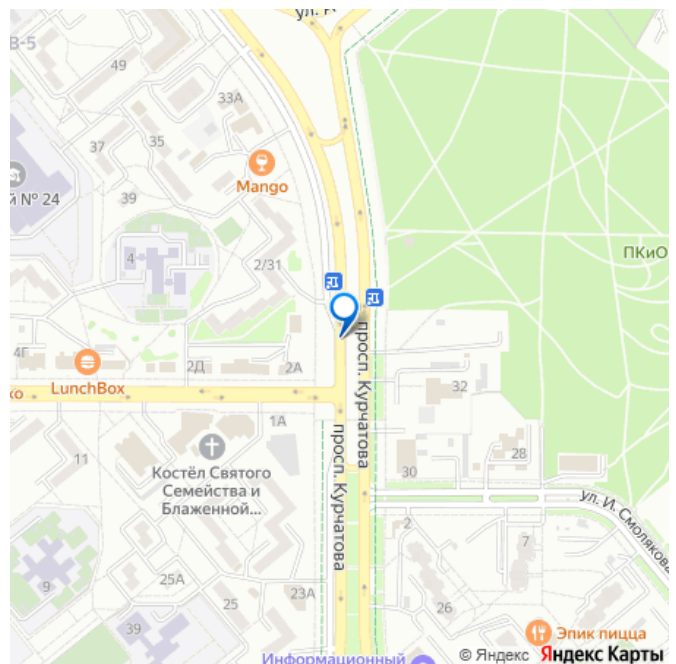 ул. К
В-5
49
33А
37
35
Mango
й № 24
39
ПКиО
4
2/31
просп. Курчатова
4Г
2Д
2А
LunchBox
ко
32
1А
просп. Курчатова
11
Костёл Святого
Семейства и
Блаженной...
30
28
ул. И. Смолякова
2
7
9
25А
25
23А
26
39
Эпик пицца
Информационный
© Яндекс Яндекс Карты